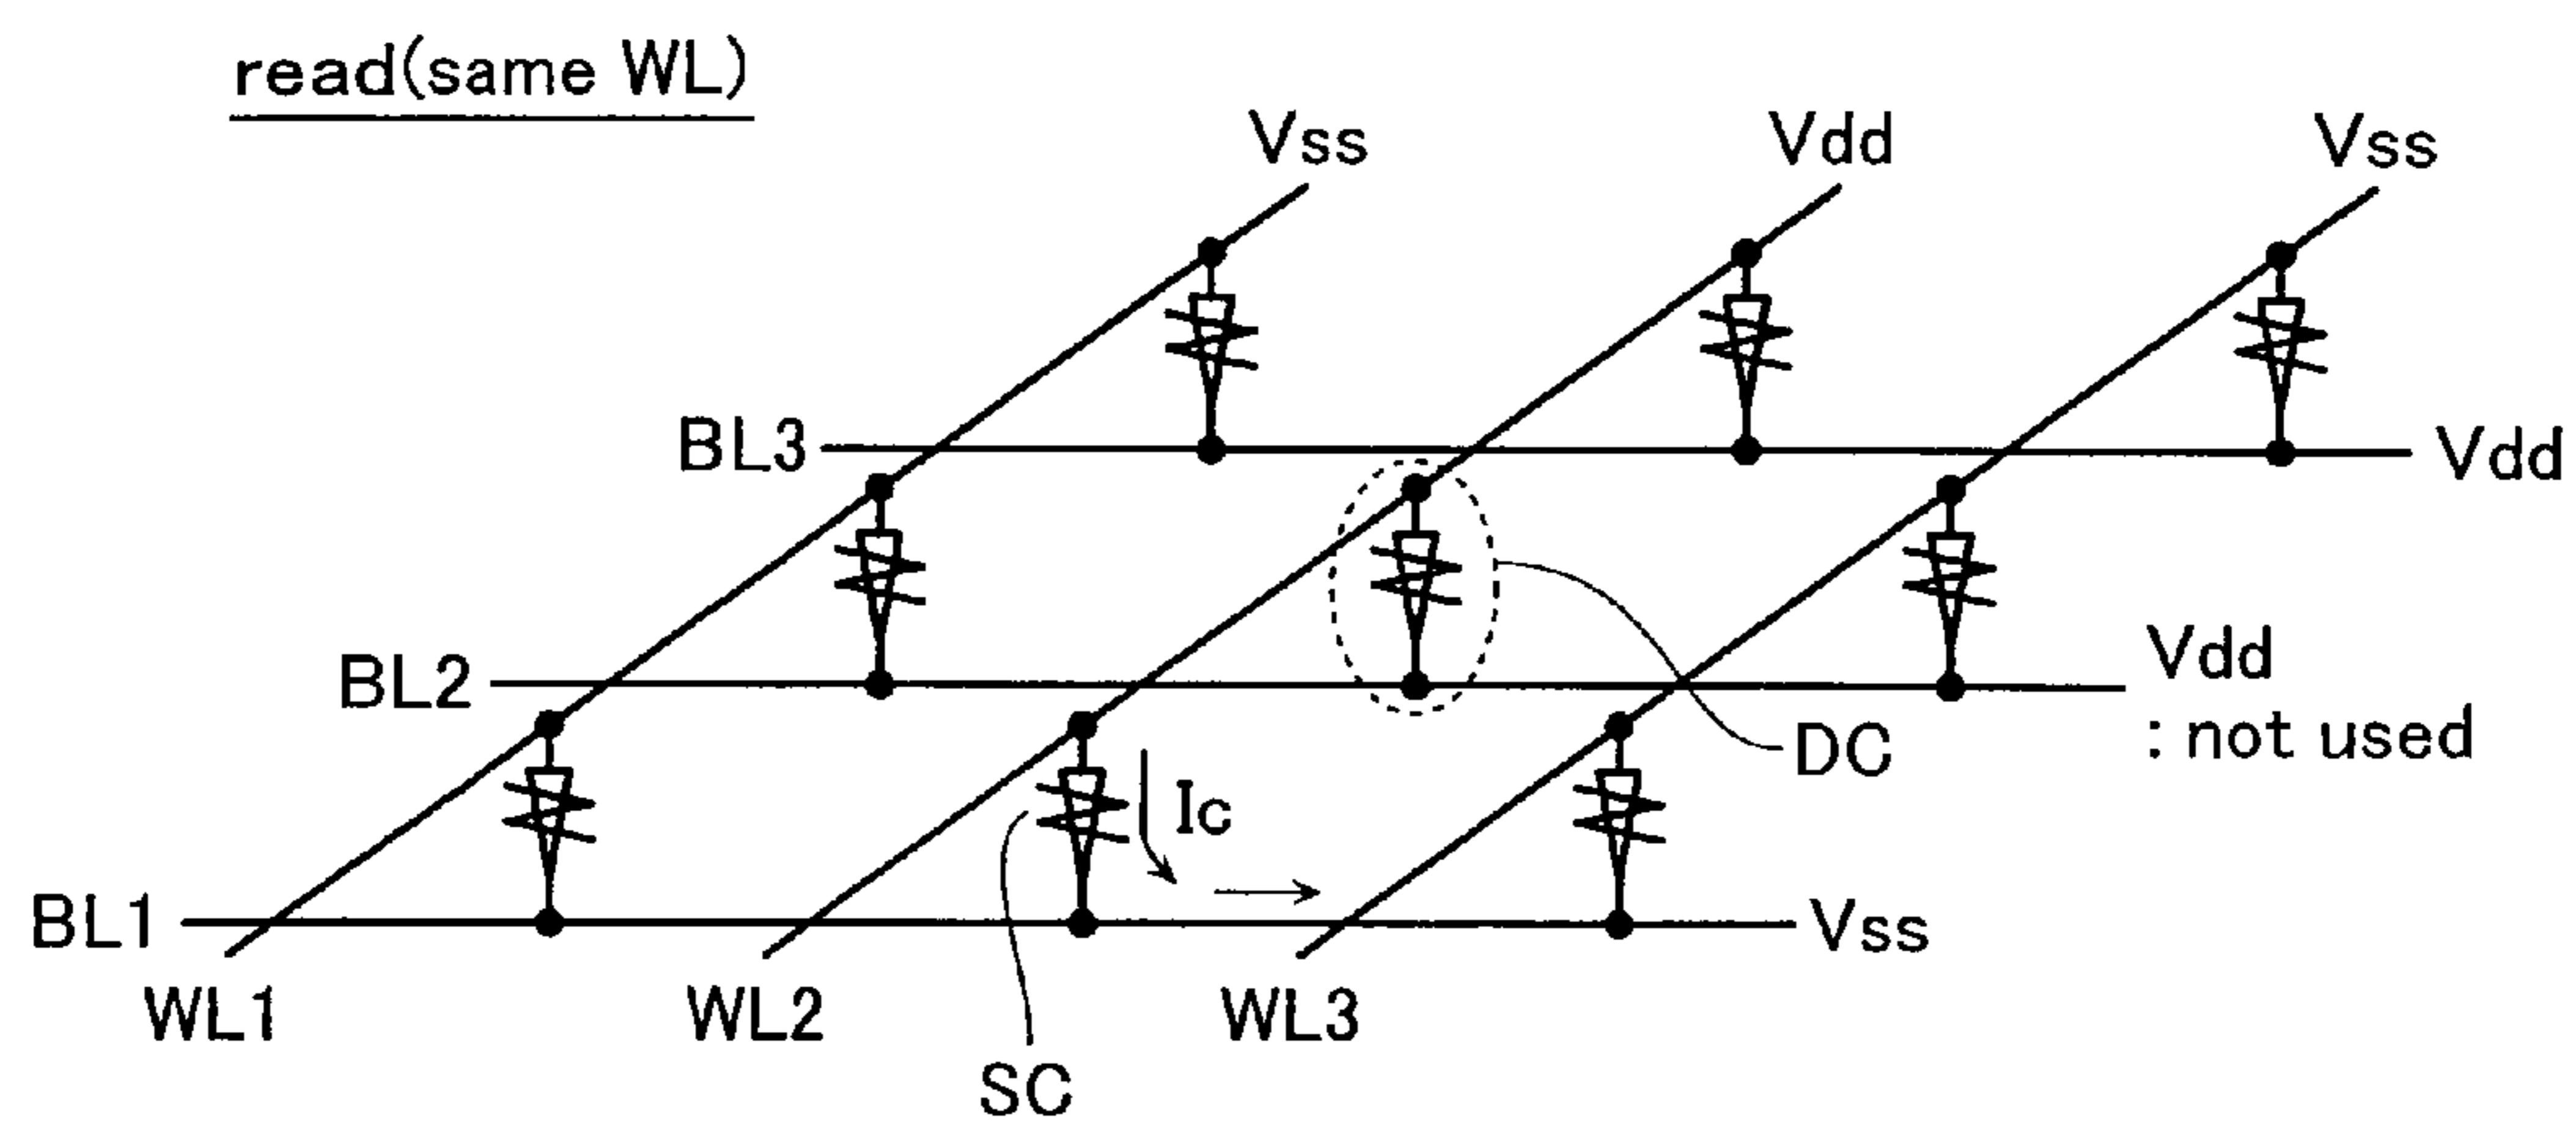 read(same WL)
Vss Vdd Vss
BL3 Vdd
BL2 Vdd
: not used
DC
Ic
BL1 Vss
WL1 WL2 WL3
SC